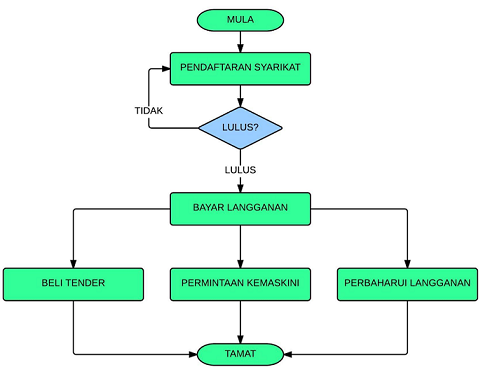 MULA
PENDAFTARAN SYARIKAT
TIDAK
LULUS?
LULUS
BAYAR LANGGANAN
BELI TENDER
PERMINTAAN KEMASKINI
PERBAHARUI LANGGANAN
TAMAT